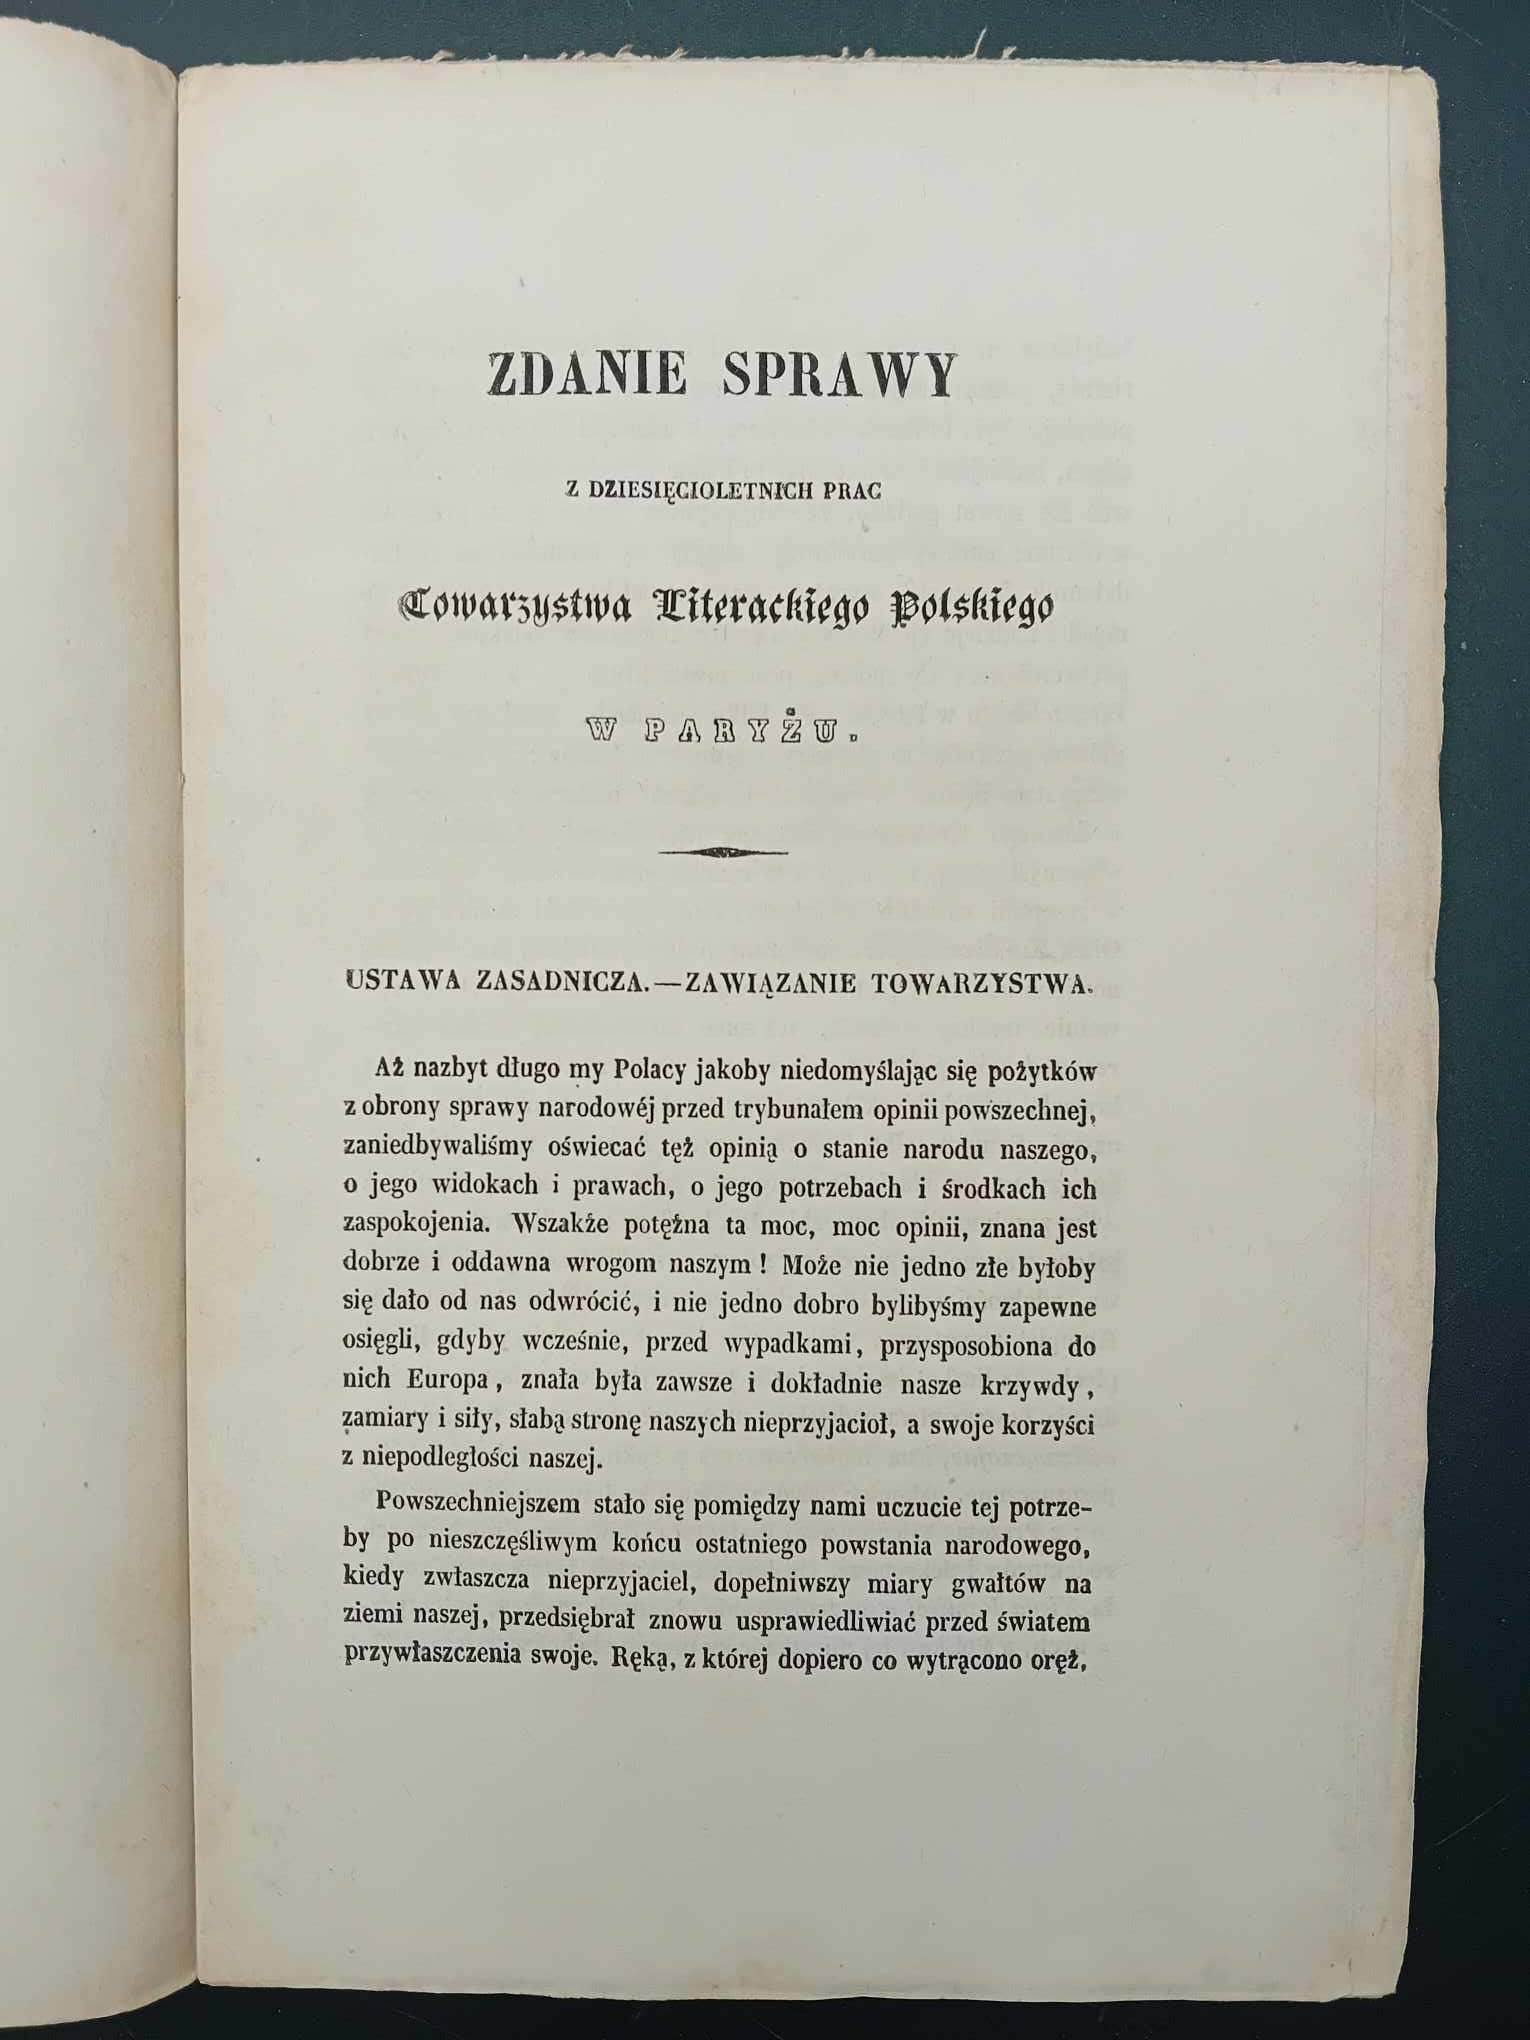 ZDANIE SPRAWY
Z DZIESIĘCIOLETNICH PRAC
Towarzystwa Literackiego Polskiego
W PARYŻU.
USTAWA ZASADNICZA.—ZAWIĄZANIE TOWARZYSTWA.
Aż nazbyt długo my Polacy jakoby niedomyślając się pożytków
z obrony sprawy narodowéj przed trybunałem opinii powszechnej,
zaniedbywaliśmy oświecać tęż opinią o stanie narodu naszego,
o jego widokach i prawach, o jego potrzebach i środkach ich
zaspokojenia. Wszakże potężna ta moc, moc opinii, znana jest
dobrze i oddawna wrogom naszym ! Może nie jedno złe byłoby
się dało od nas odwrócić, i nie jedno dobro bylibyśmy zapewne
osięgli, gdyby wcześnie, przed wypadkami, przysposobiona do
nich Europa, znała była zawsze i dokładnie nasze krzywdy,
zamiary i siły, słabą stronę naszych nieprzyjacioł, a swoje korzyści
z niepodległości naszej.
Powszechniejszem stało się pomiędzy nami uczucie tej potrze-
by po nieszczęśliwym końcu ostatniego powstania narodowego,
kiedy zwłaszcza nieprzyjaciel, dopełniwszy miary gwałtów na
ziemi naszej, przedsiębrał znowu usprawiedliwiać przed światem
przywłaszczenia swoje. Ręką, z której dopiero co wytrącono oręż,